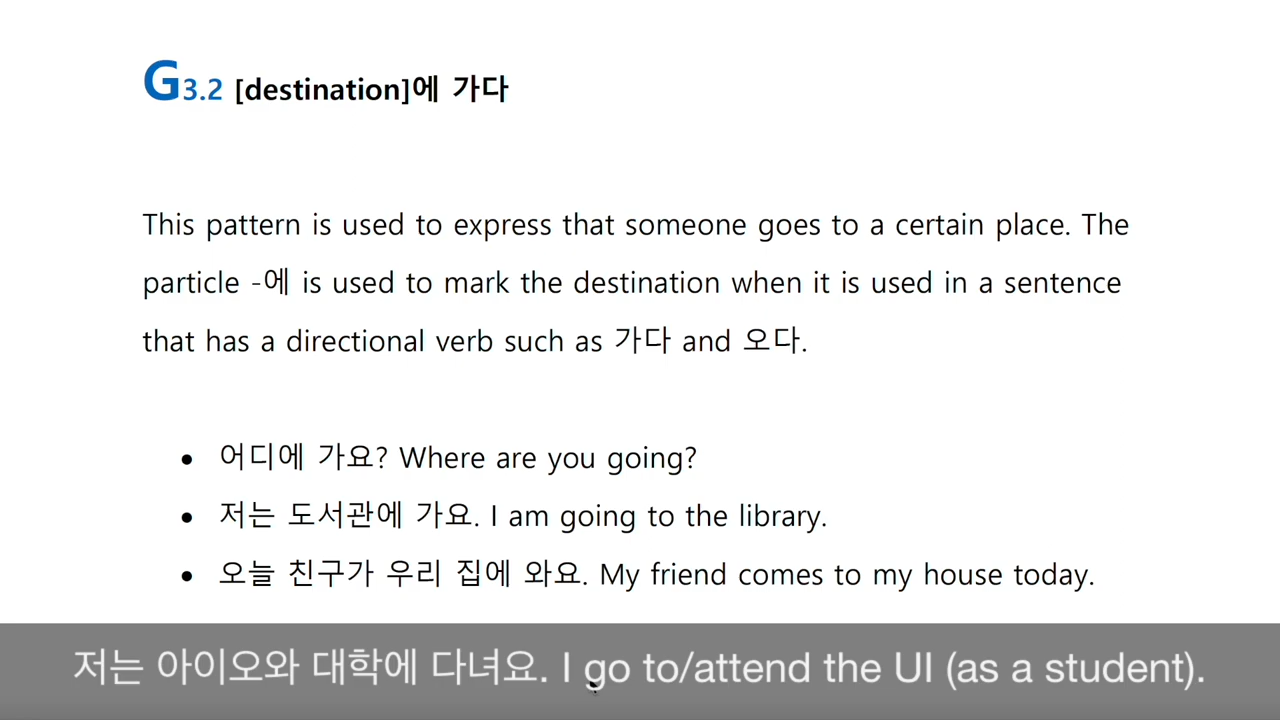 G3.2 [destination]에 가다
This pattern is used to express that someone goes to a certain place. The
particle -에 is used to mark the destination when it is used in a sentence
that has a directional verb such as 가다 and 오다.
• 어디에 가요? Where are you going?
• 저는 도서관에 가요. I am going to the library.
• 오늘 친구가 우리 집에 와요. My friend comes to my house today.
저는 아이오와 대학에 다녀요. I go to/attend the UI (as a student).